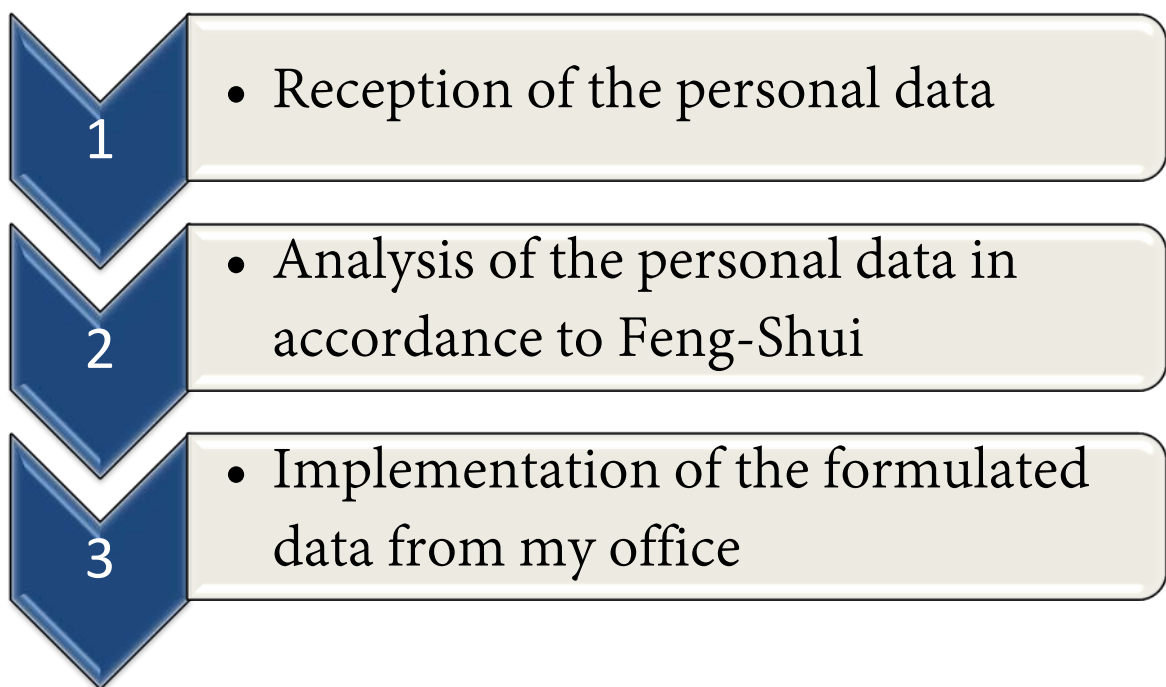 1
• Reception of the personal data
2
• Analysis of the personal data in
accordance to Feng-Shui
3
• Implementation of the formulated
data from my office